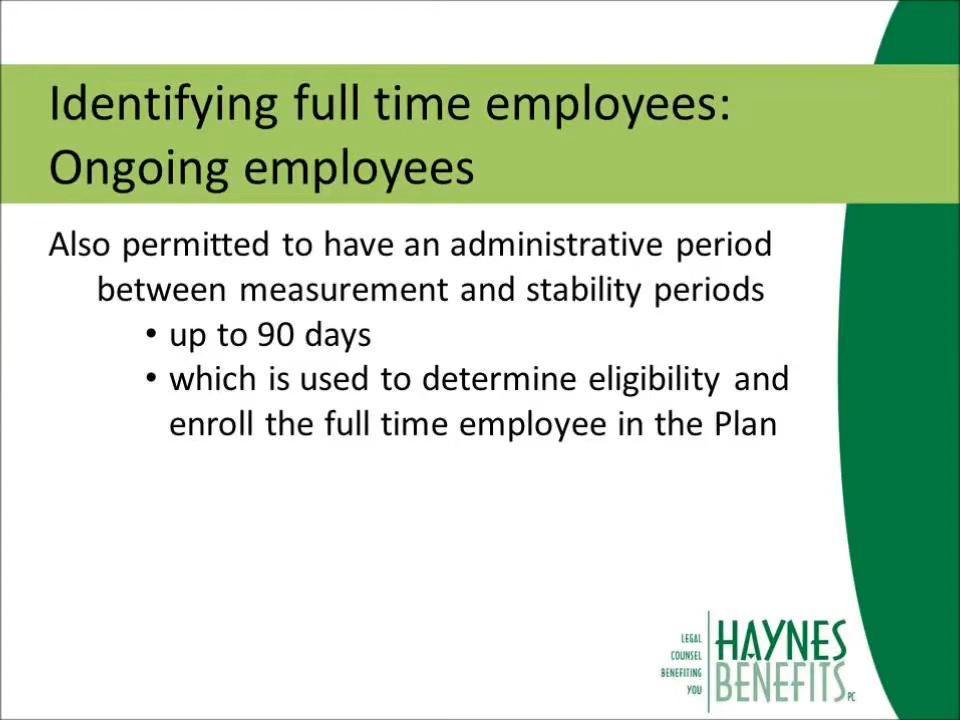 Identifying full time employees:
Ongoing employees
Also permitted to have an administrative period
between measurement and stability periods
• up to 90 days
• which is used to determine eligibility and
enroll the full time employee in the Plan
LEGAL
COUNSEL
BENEFITING
YOU
HAYNES
BENEFITS PC